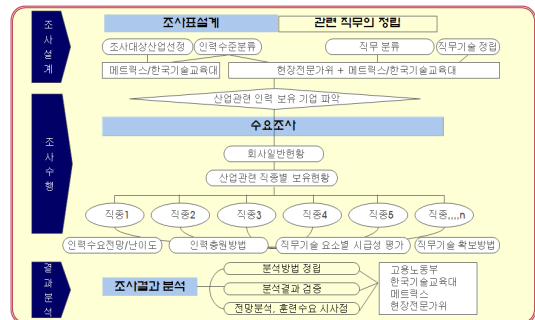 조사설계
조사표설계
관련 직무의 정립
조사대상산업선정 인력수준분류 직무 분류 직무기술 정립
메트릭스/한국기술교육대 현장전문가위 + 메트릭스/한국기술교육대
산업관련 인력 보유 기업 파악
조사수행
수요조사
회사일반현황
산업관련 직종별 보유현황
직종1 직종2 직종3 직종4 직종5 직종,,,,n
인력수요전망/난이도 인력충원방법 직무기술 요소별 시급성 평가 직무기술 확보방법
결과분석
조사결과 분석
분석방법 정립
분석결과 검증
전망분석, 훈련수요 시사점
고용노동부
한국기술교육대
메트릭스
현장전문가위